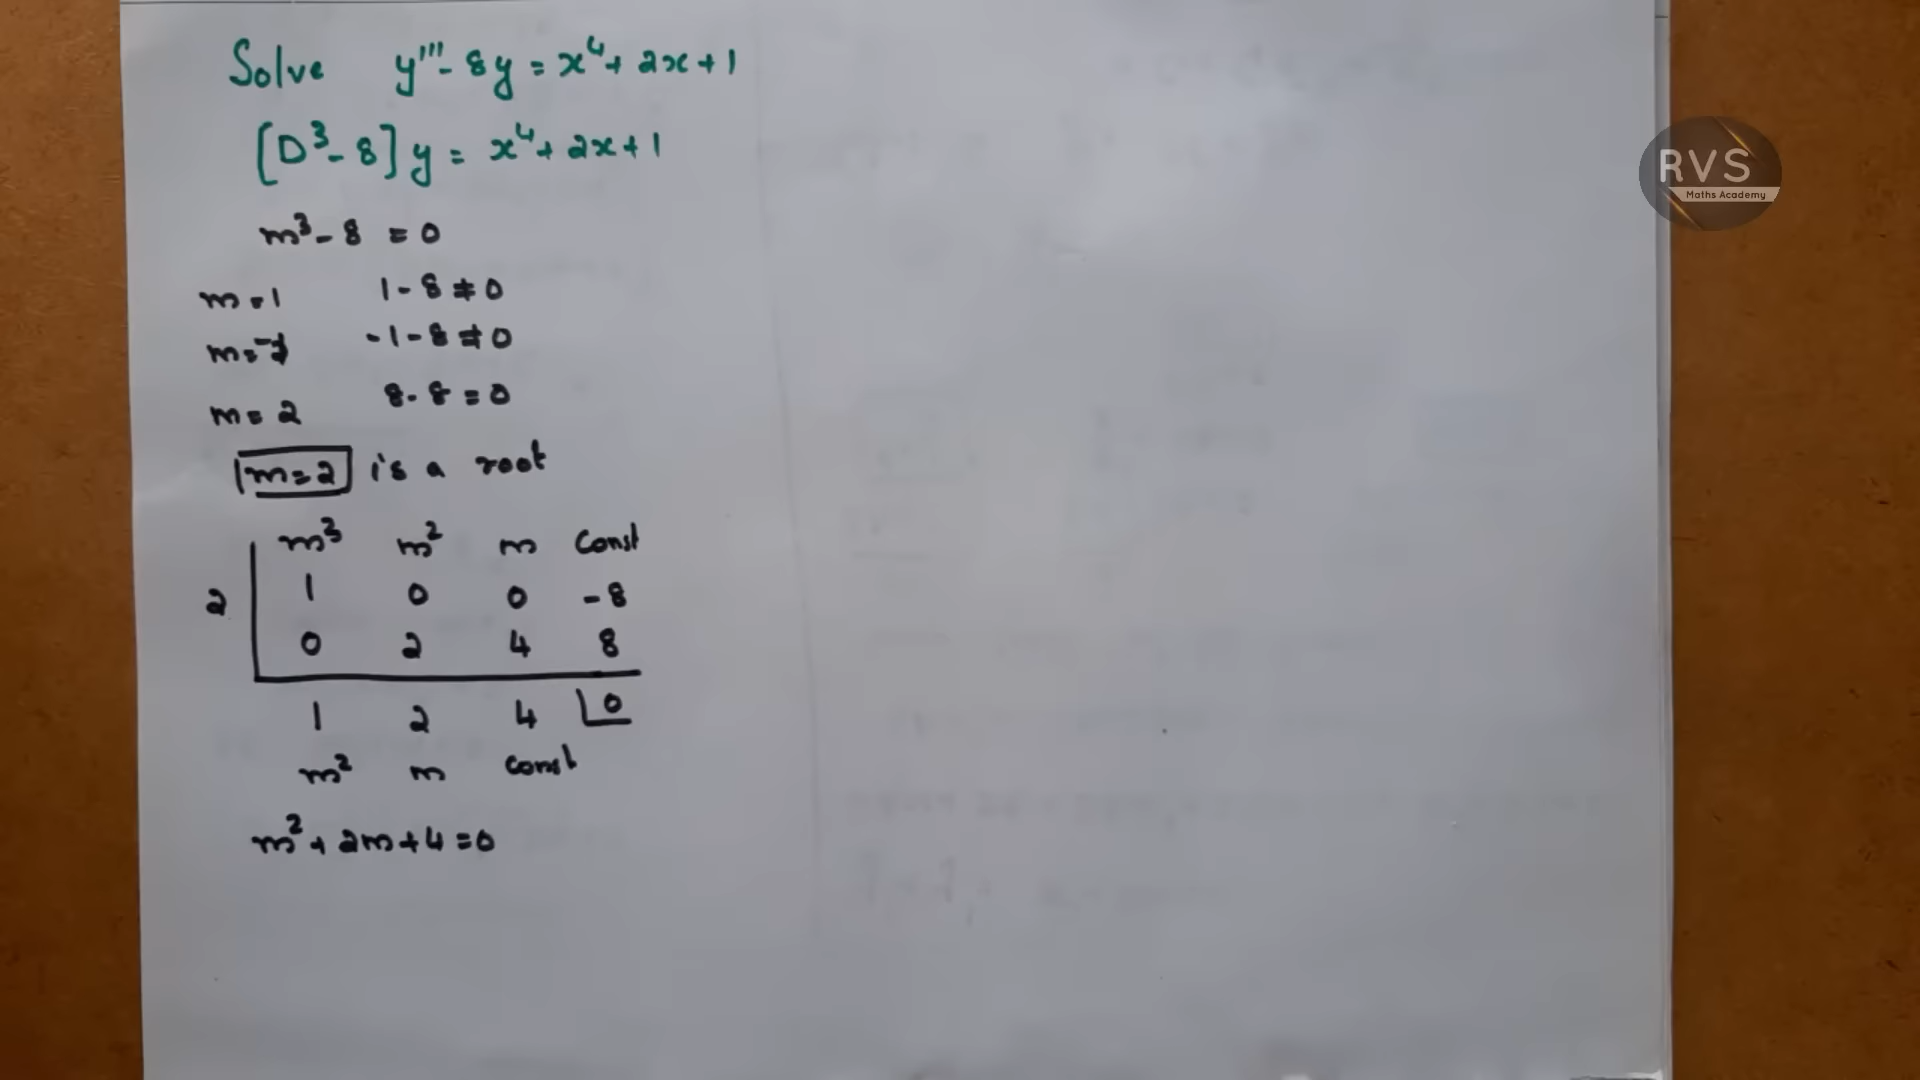 Solve y''' - 8y = x⁴ + 2x + 1
[D³ - 8] y = x⁴ + 2x + 1
m³ - 8 = 0
m = 1 1 - 8 ≠ 0
m = -1 -1 - 8 ≠ 0
m = 2 8 - 8 = 0
m = 2 is a root
m³ m² m Const
2 1 0 0 -8
0 2 4 8
1 2 4 0
m² m const
m² + 2m + 4 = 0
RVS
Maths Academy